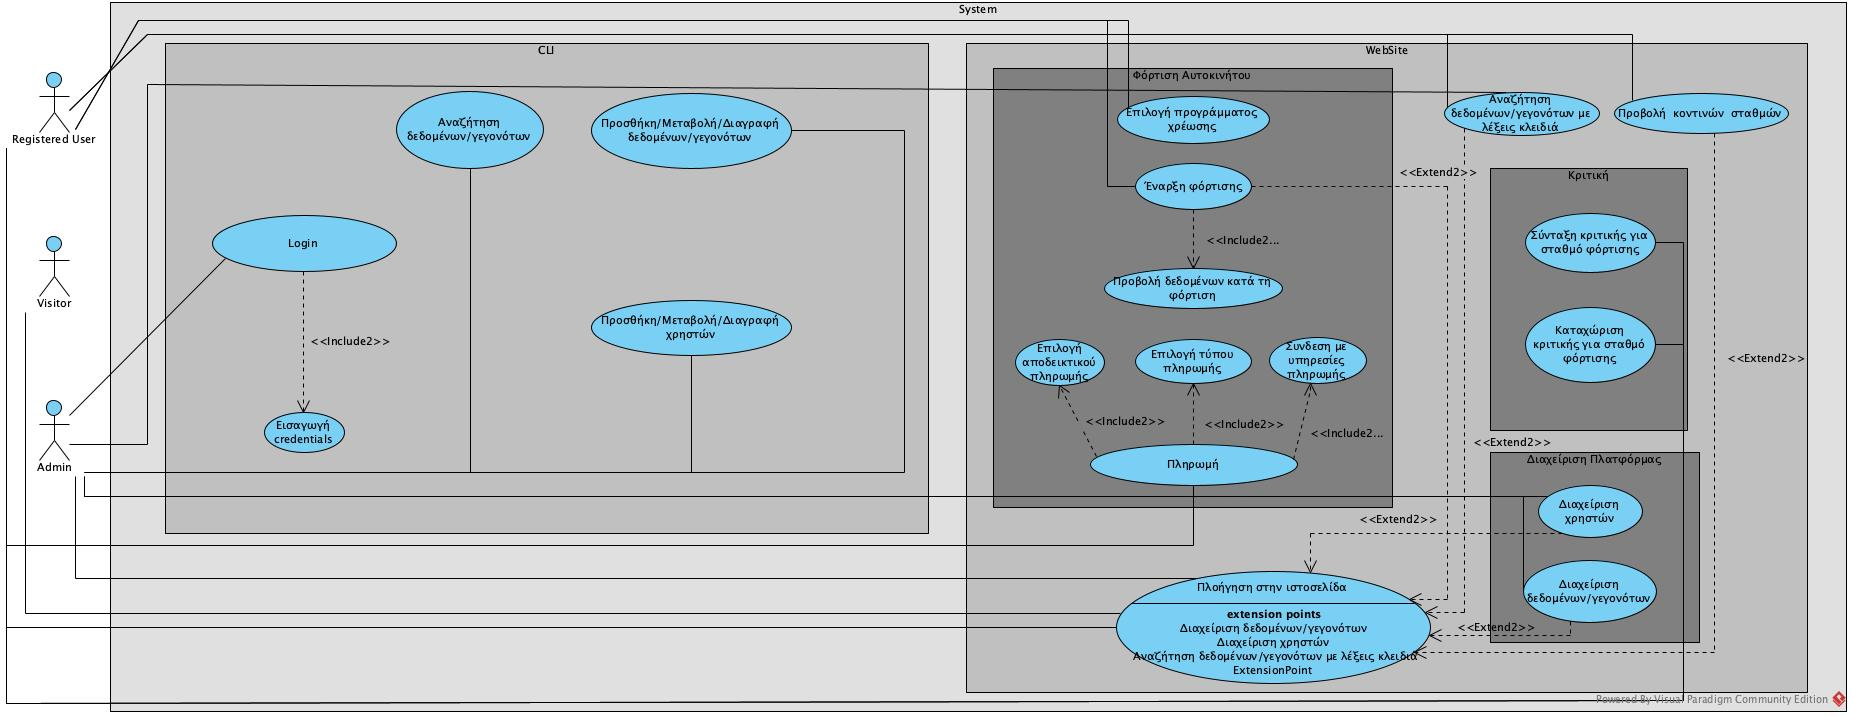 System
CLI
WebSite
Registered User
Visitor
Admin
Αναζήτηση
δεδομένων/γεγονότων
Προσθήκη/Μεταβολή/Διαγραφή
δεδομένων/γεγονότων
Login
<<Include2>>
Εισαγωγή
credentials
Προσθήκη/Μεταβολή/Διαγραφή
χρηστών
Φόρτιση Αυτοκινήτου
Επιλογή προγράμματος
χρέωσης
Έναρξη φόρτισης
<<Extend2>>
<<Include2...
Προβολή δεδομένων κατά τη
φόρτιση
Επιλογή
αποδεικτικού
πληρωμής
Επιλογή τύπου
πληρωμής
Σύνδεση με
υπηρεσίες
πληρωμής
<<Include2>>
<<Include2>>
<<Include2...
Πληρωμή
Αναζήτηση
δεδομένων/γεγονότων με
λέξεις κλειδιά
Προβολή κοντινών σταθμών
Κριτική
Σύνταξη κριτικής για
σταθμό φόρτισης
Καταχώριση
κριτικής για σταθμό
φόρτισης
<<Extend2>>
<<Extend2>>
Διαχείριση Πλατφόρμας
Διαχείριση
χρηστών
<<Extend2>>
Διαχείριση
δεδομένων/γεγονότων
<<Extend2>>
Πλοήγηση στην ιστοσελίδα
extension points
Διαχείριση δεδομένων/γεγονότων
Διαχείριση χρηστών
Αναζήτηση δεδομένων/γεγονότων με λέξεις κλειδιά
ExtensionPoint
Powered By Visual Paradigm Community Edition